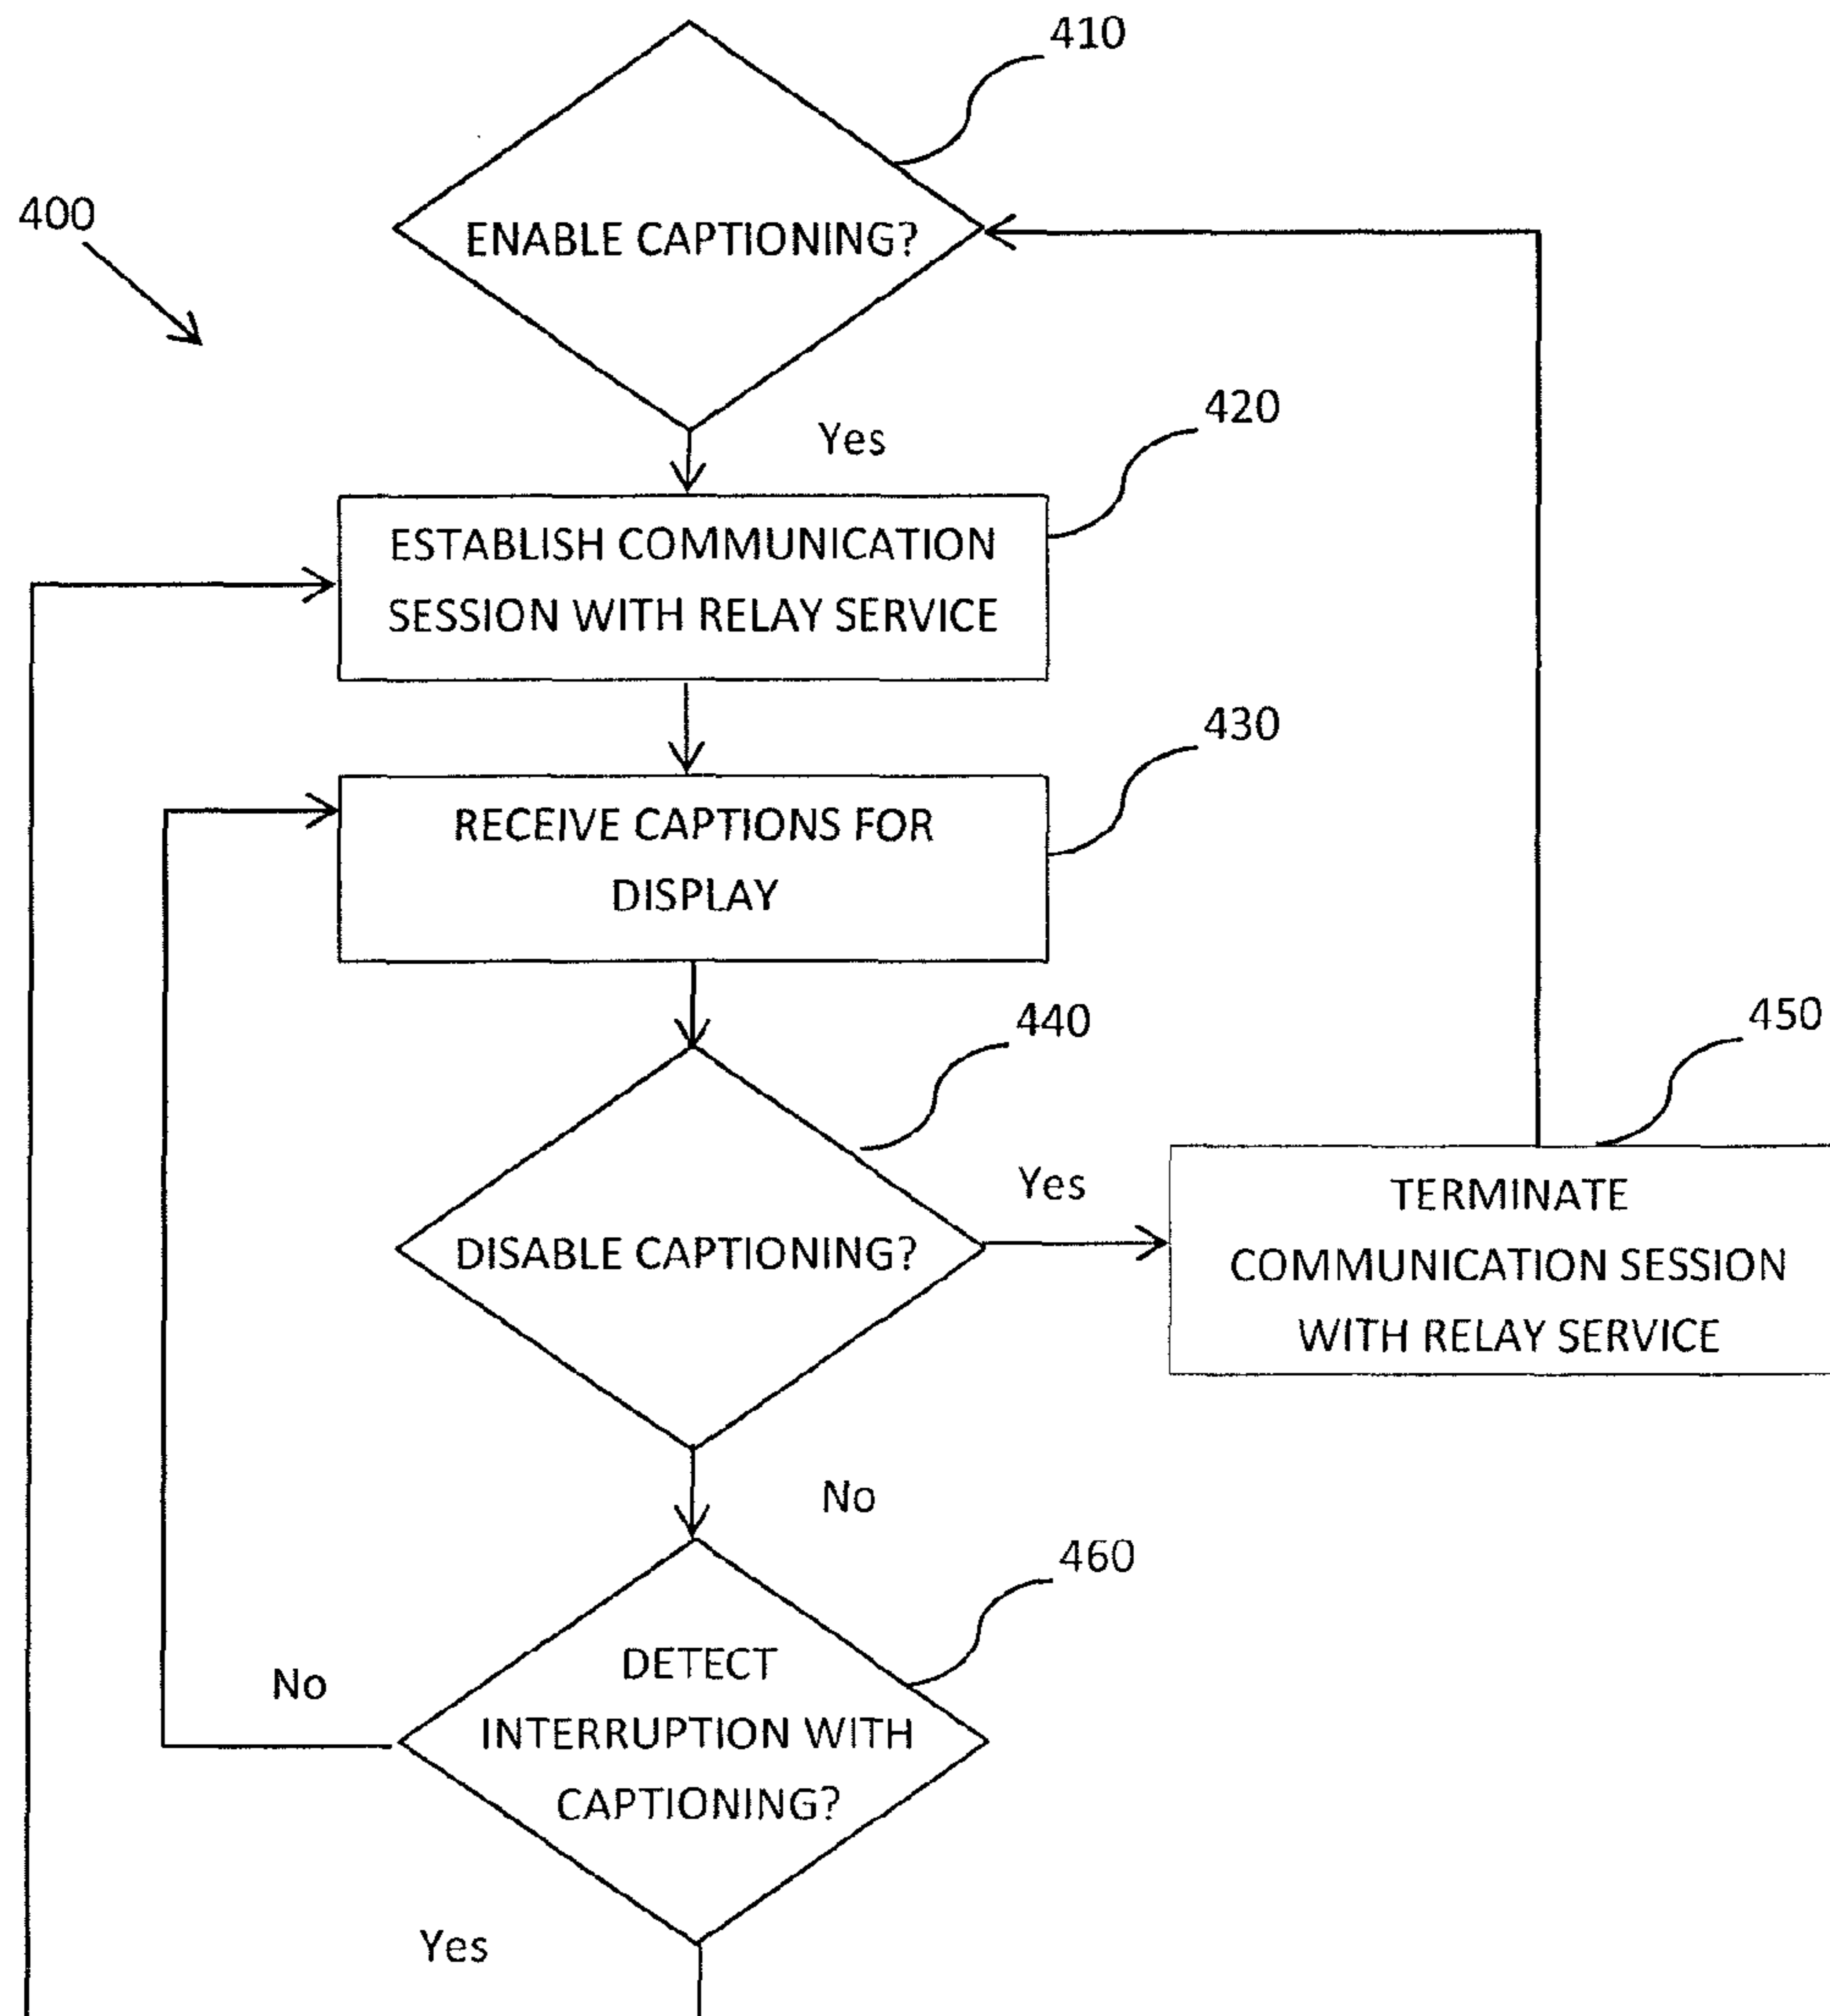 410
400
ENABLE CAPTIONING?
420
Yes
ESTABLISH COMMUNICATION
SESSION WITH RELAY SERVICE
430
RECEIVE CAPTIONS FOR
DISPLAY
440
450
Yes
TERMINATE
COMMUNICATION SESSION
WITH RELAY SERVICE
DISABLE CAPTIONING?
No
460
DETECT
INTERRUPTION WITH
CAPTIONING?
No
Yes